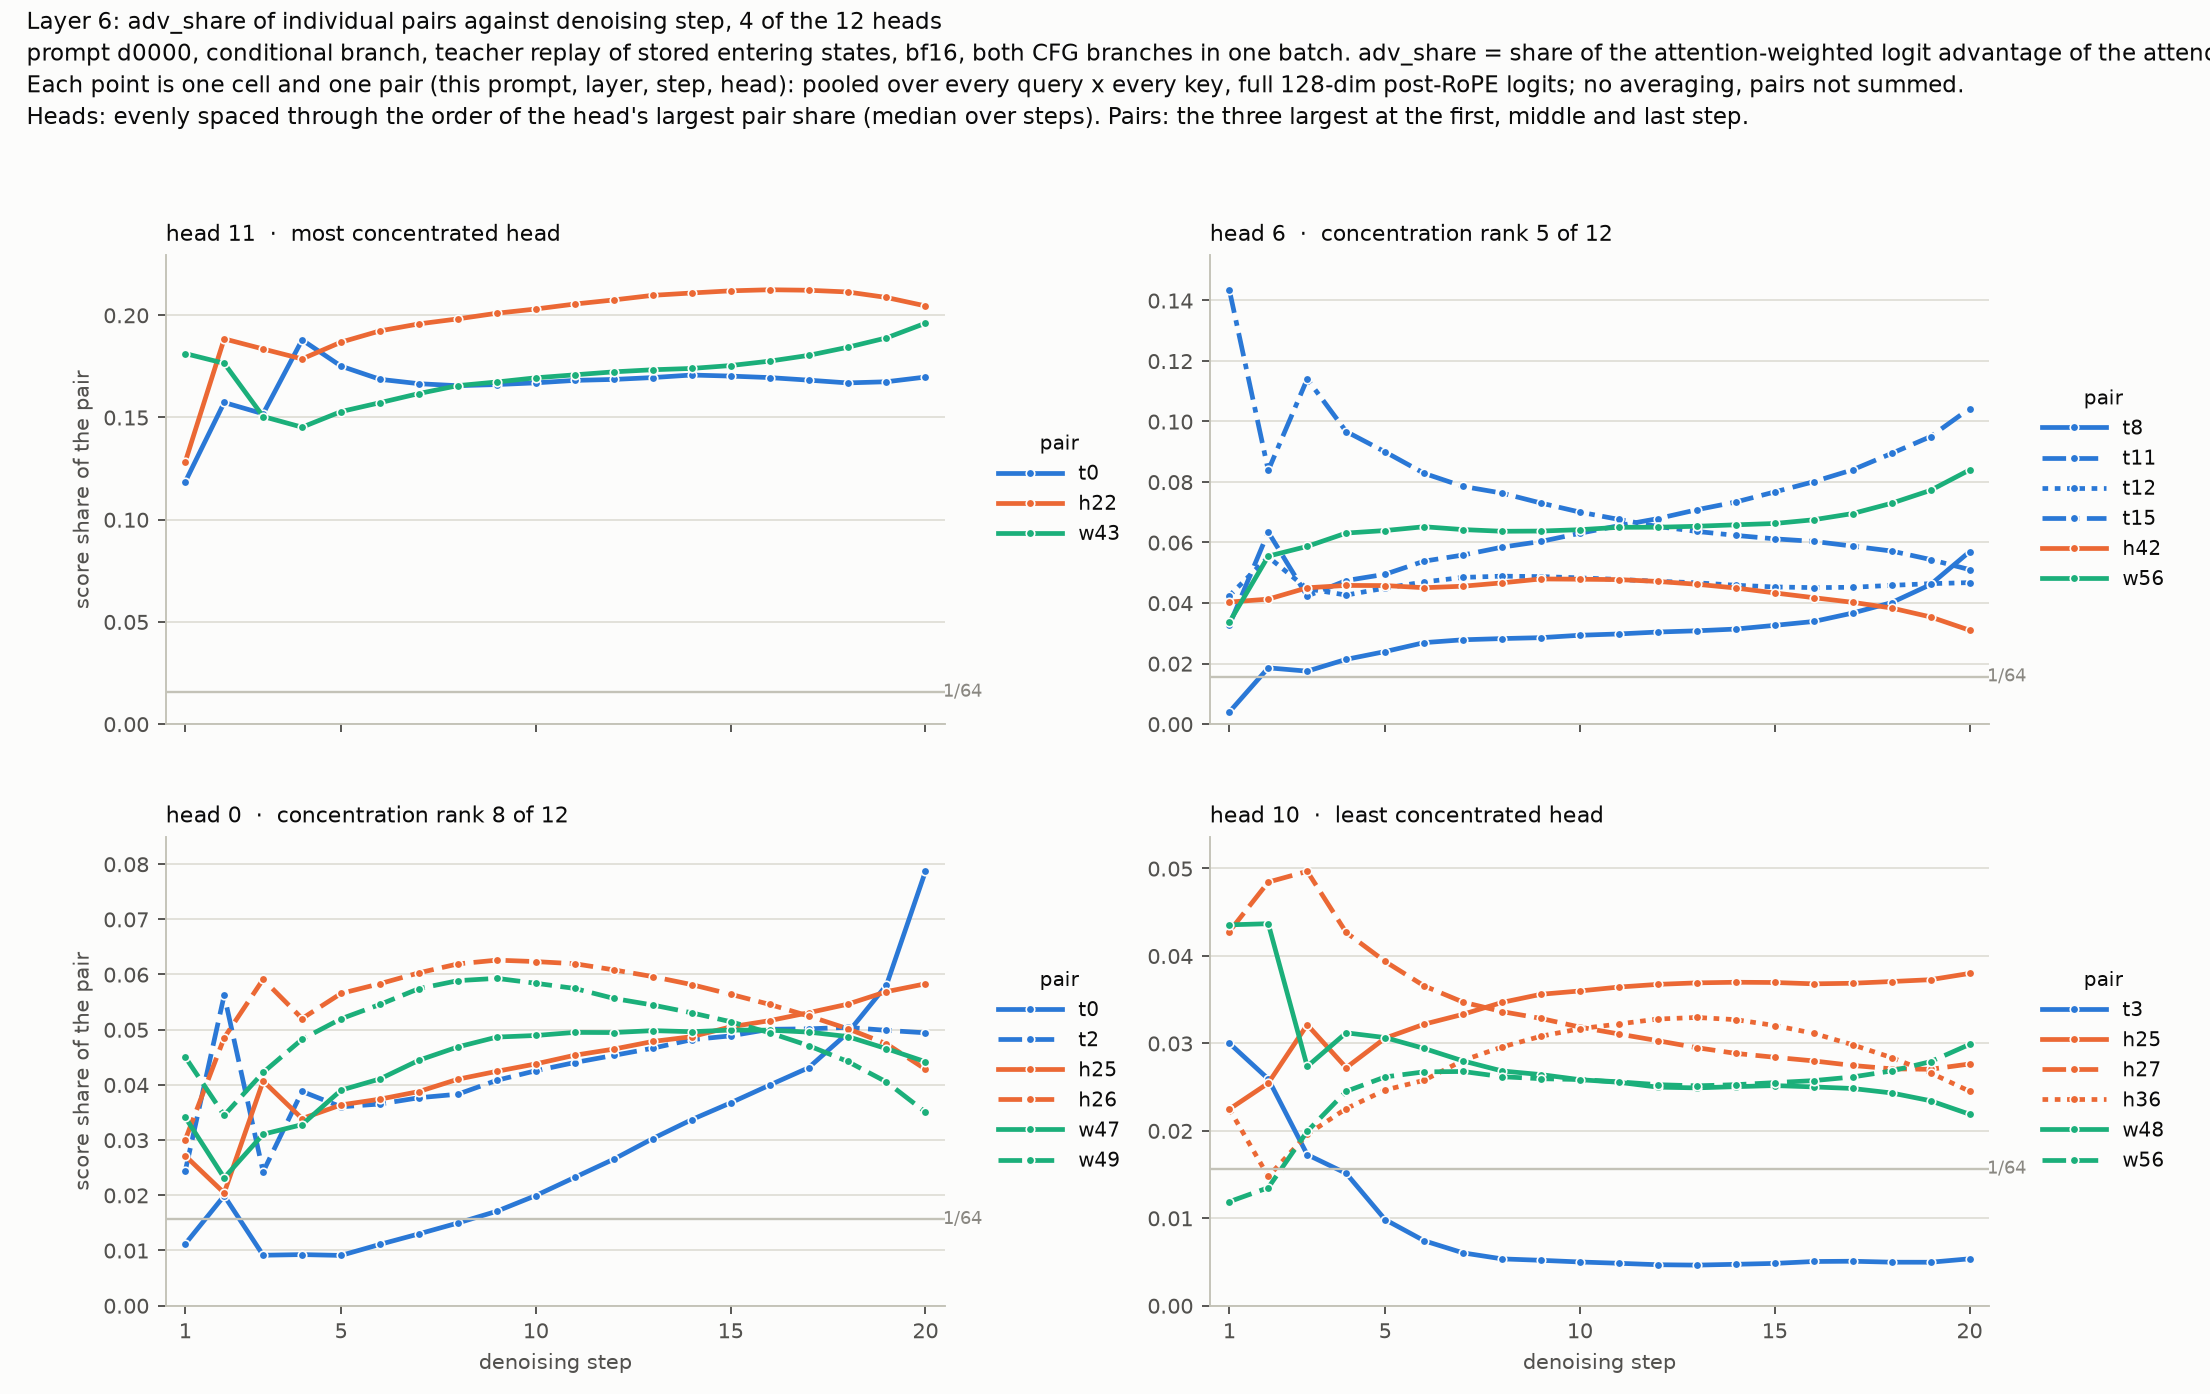 Layer 6: adv_share of individual pairs against denoising step, 4 of the 12 heads
prompt d0000, conditional branch, teacher replay of stored entering states, bf16, both CFG branches in one batch. adv_share = share of the attention-weighted logit advantage of the
Each point is one cell and one pair (this prompt, layer, step, head): pooled over every query x every key, full 128-dim post-RoPE logits; no averaging, pairs not summed.
Heads: evenly spaced through the order of the head's largest pair share (median over steps). Pairs: the three largest at the first, middle and last step.
head 11 · most concentrated head
score share of the pair
0.20
0.15
0.10
0.05
0.00
1/64
pair
t0
h22
w43
head 6 · concentration rank 5 of 12
0.14
0.12
0.10
0.08
0.06
0.04
0.02
0.00
1/64
pair
t8
t11
t12
t15
h42
w56
head 0 · concentration rank 8 of 12
score share of the pair
0.08
0.07
0.06
0.05
0.04
0.03
0.02
0.01
0.00
1/64
1 5 10 15 20
denoising step
pair
t0
t2
h25
h26
w47
w49
head 10 · least concentrated head
0.05
0.04
0.03
0.02
0.01
0.00
1/64
1 5 10 15 20
denoising step
pair
t3
h25
h27
h36
w48
w56